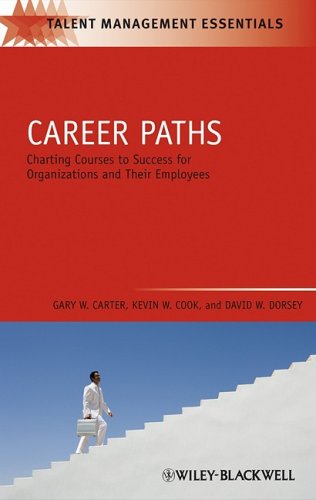 TALENT MANAGEMENT ESSENTIALS
CAREER PATHS
Charting Courses to Success for
Organizations and Their Employees
GARY W. CARTER, KEVIN W. COOK, and DAVID W. DORSEY
WILEY-BLACKWELL